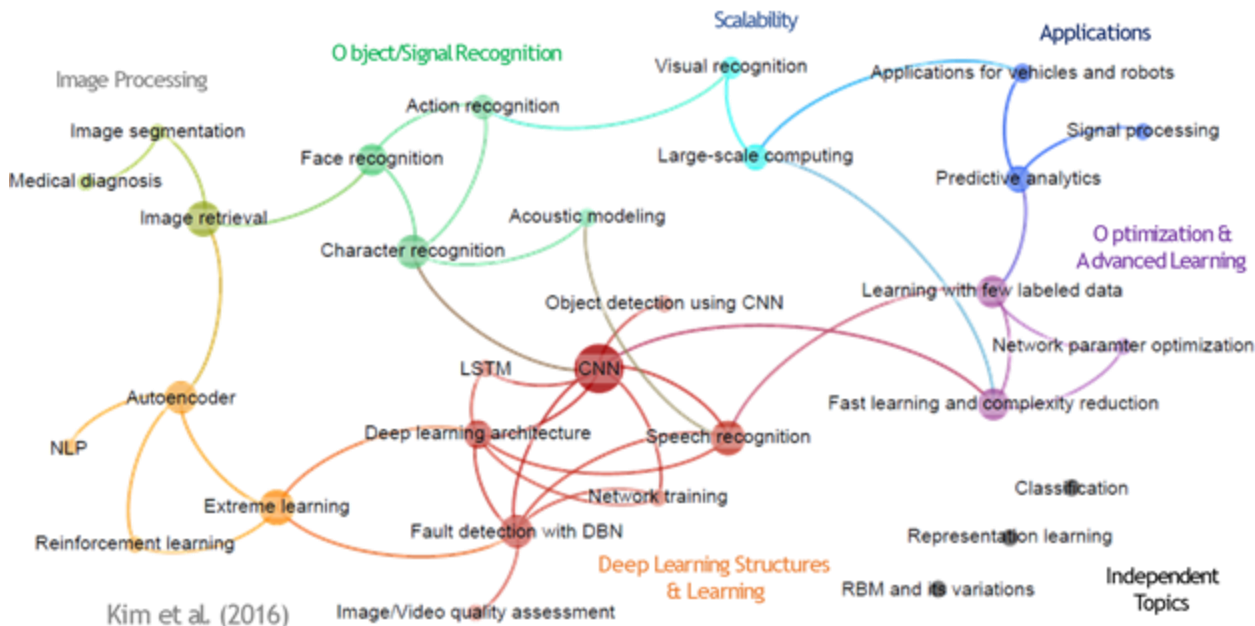 Scalability
Applications
O bject/Signal Recognition
Image Processing
Visual recognition
Applications for vehicles and robots
Action recognition
Image segmentation
Signal processing
Face recognition
Large-scale computing
Medical diagnosis
Predictive analytics
Image retrieval
Acoustic modeling
O ptimization &
Advanced Learning
Character recognition
Learning with few labeled data
Object detection using CNN
Network paramter optimization
LSTM
CNN
Autoencoder
Fast learning and complexity reduction
Deep learning architecture
Speech recognition
NLP
Classification
Network training
Extreme learning
Fault detection with DBN
Representation learning
Reinforcement learning
Deep Learning Structures
& Learning
RBM and its variations
Independent
Topics
Image/Video quality assessment
Kim et al. (2016)